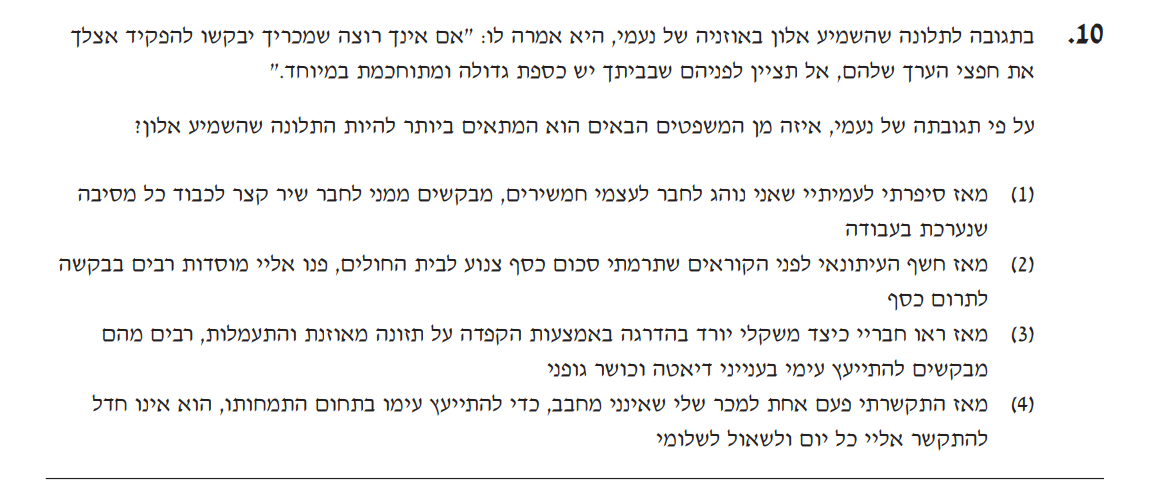 10. בתגובה לתלונה שהשמיע אלון באוזניה של נעמי, היא אמרה לו: "אם אינך רוצה שמכריך יבקשו להפקיד אצלך
את חפצי הערך שלהם, אל תציין לפניהם שבביתך יש כספת גדולה ומתוחכמת במיוחד."
על פי תגובתה של נעמי, איזה מן המשפטים הבאים הוא המתאים ביותר להיות התלונה שהשמיע אלון?
(1) מאז סיפרתי לעמיתיי שאני נוהג לחבר לעצמי חמשירים, מבקשים ממני לחבר שיר קצר לכבוד כל מסיבה
שנערכת בעבודה
(2) מאז חשף העיתונאי לפני הקוראים שתרמתי סכום כסף צנוע לבית החולים, פנו אליי מוסדות רבים בבקשה
לתרום כסף
(3) מאז ראו חבריי כיצד משקלי יורד בהדרגה באמצעות הקפדה על תזונה מאוזנת והתעמלות, רבים מהם
מבקשים להתייעץ עימי בענייני דיאטה וכושר גופני
(4) מאז התקשרתי פעם אחת למכר שלי שאינני מחבב, כדי להתייעץ עימו בתחום התמחותו, הוא אינו חדל
להתקשר אליי כל יום ולשאול לשלומי